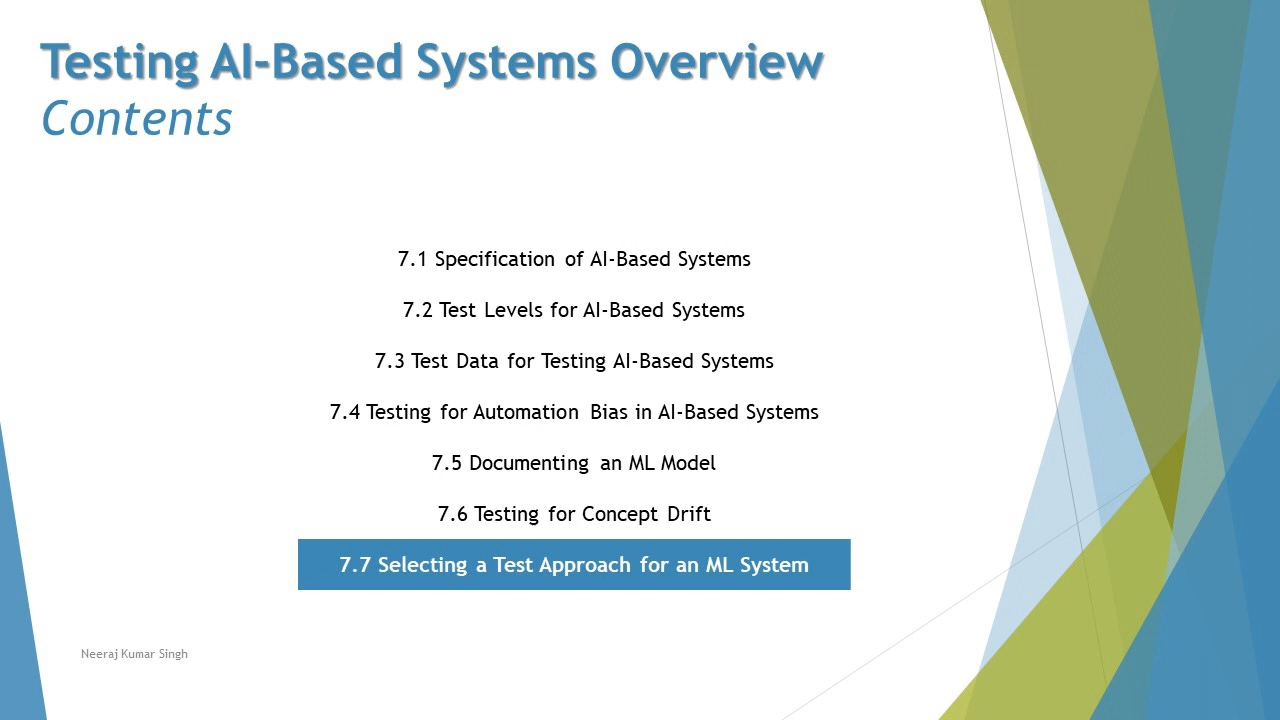 Testing AI-Based Systems Overview
Contents
7.1 Specification of AI-Based Systems
7.2 Test Levels for AI-Based Systems
7.3 Test Data for Testing AI-Based Systems
7.4 Testing for Automation Bias in AI-Based Systems
7.5 Documenting an ML Model
7.6 Testing for Concept Drift
7.7 Selecting a Test Approach for an ML System
Neeraj Kumar Singh